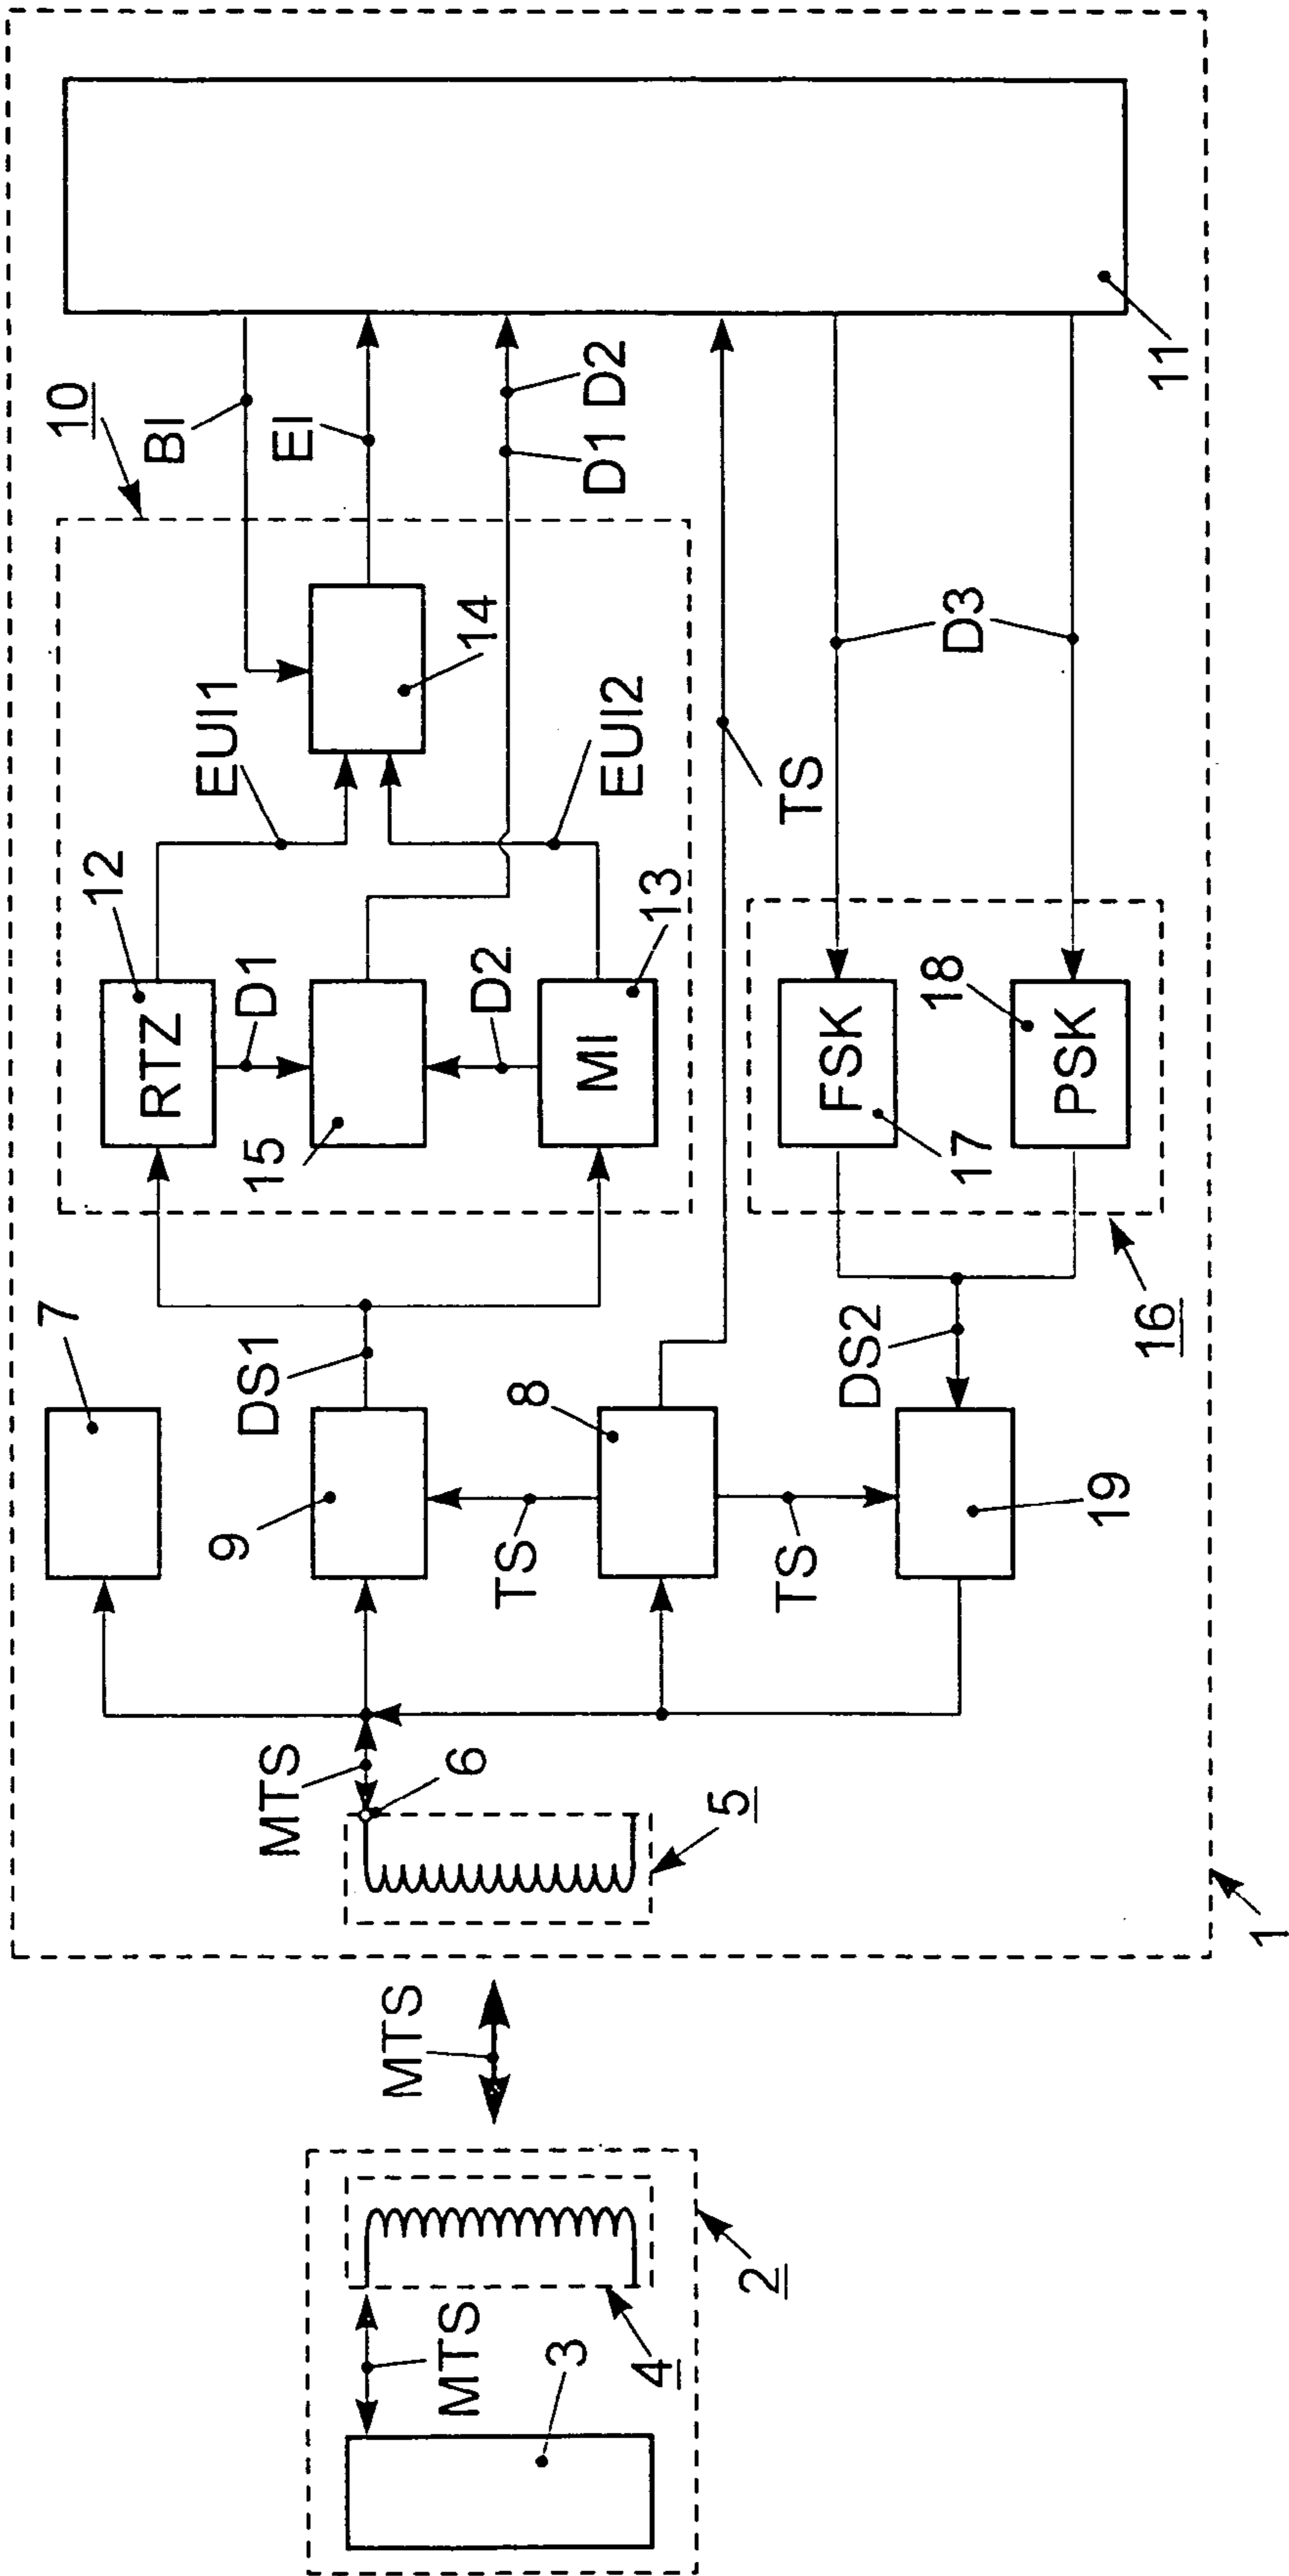 10
BI
EI
D1 D2
11
12
RTZ
EUI1
14
D1
15
D2
MI
13
EUI2
TS
D3
FSK
17
18
PSK
16
7
9
DS1
8
TS
TS
DS2
19
MTS
6
5
1
MTS
2
4
MTS
3